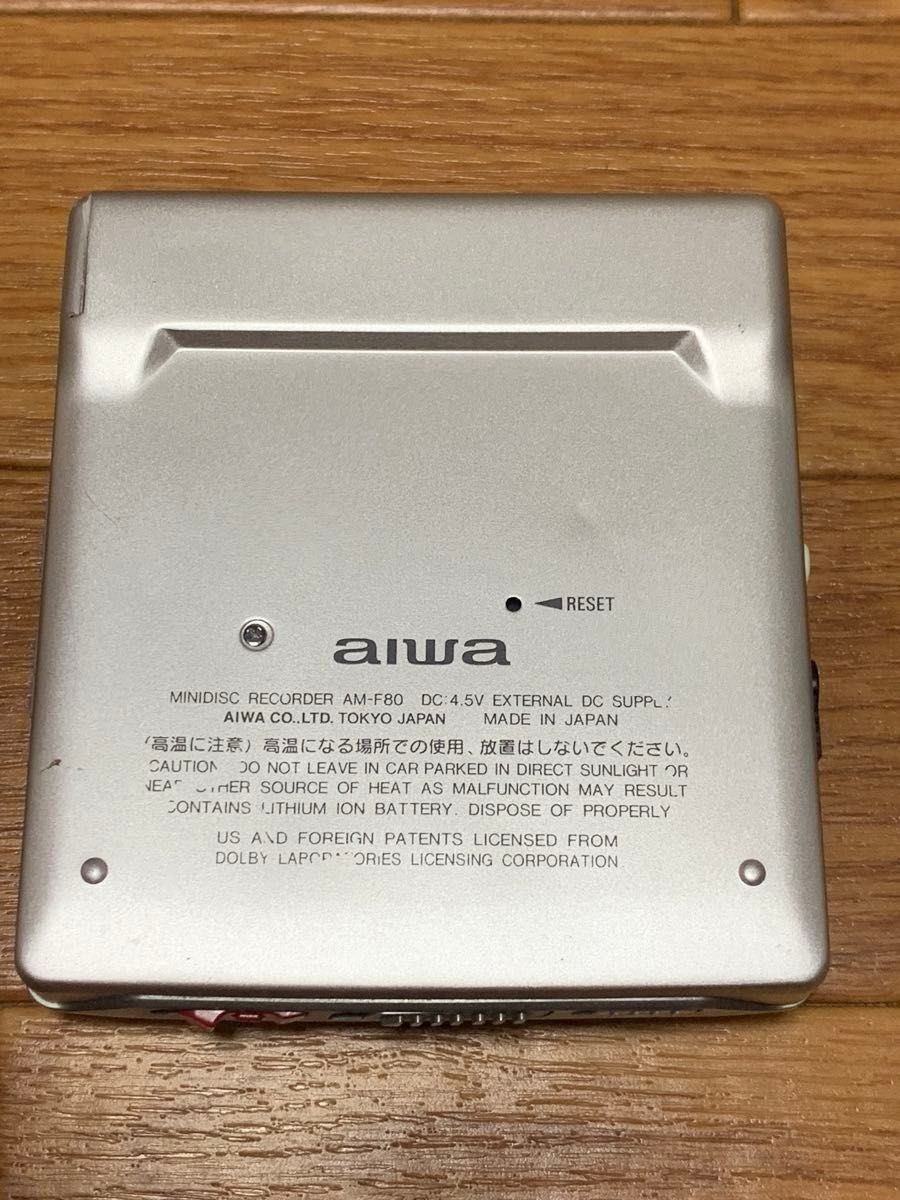 RESET
aiwa
MINIDISC RECORDER AM-F80 DC:4.5V EXTERNAL DC SUPPLY
AIWA CO.,LTD. TOKYO JAPAN MADE IN JAPAN
(高温に注意) 高温になる場所での使用、放置はしないでください。
CAUTION DO NOT LEAVE IN CAR PARKED IN DIRECT SUNLIGHT OR
NEAR OTHER SOURCE OF HEAT AS MALFUNCTION MAY RESULT
CONTAINS LITHIUM ION BATTERY. DISPOSE OF PROPERLY
US AND FOREIGN PATENTS LICENSED FROM
DOLBY LABORATORIES LICENSING CORPORATION